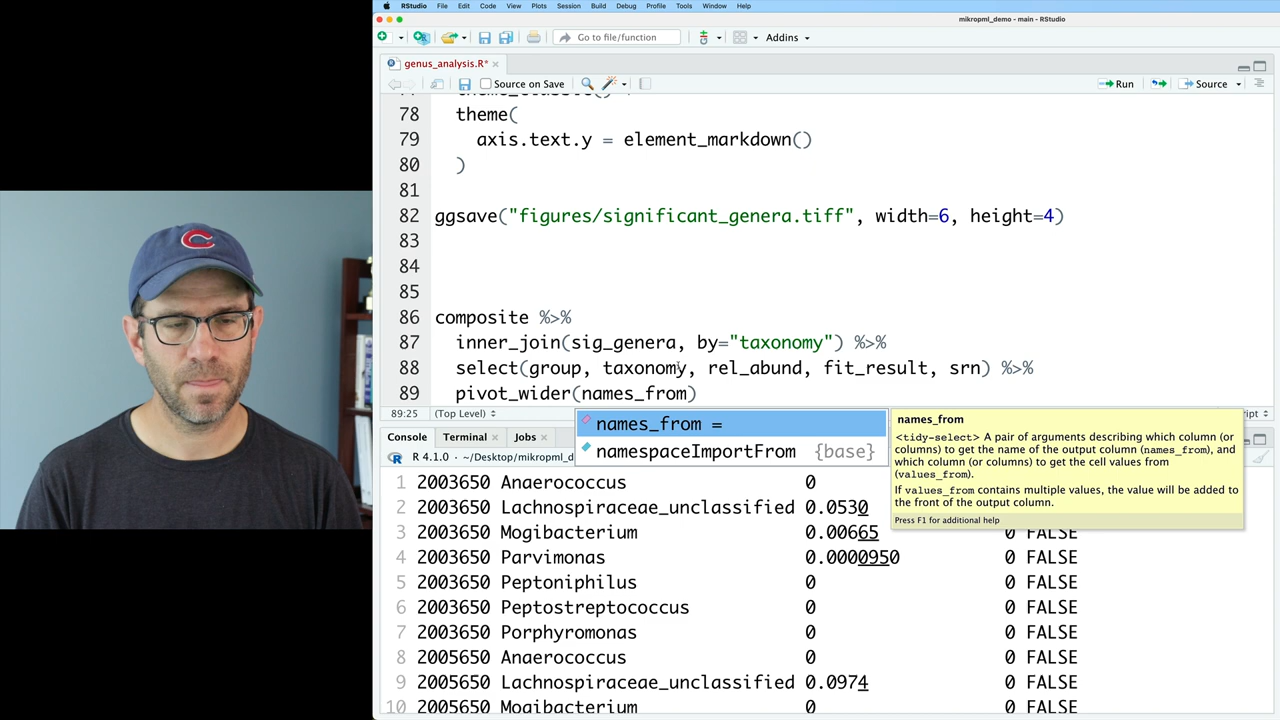 RStudio File Edit Code View Plots Session Build Debug Profile Tools Window Help
mikropml_demo - main - RStudio
Go to file/function Addins
genus_analysis.R*
Source on Save Run Source
78 theme(
79 axis.text.y = element_markdown()
80 )
81
82 ggsave("figures/significant_genera.tiff", width=6, height=4)
83
84
85
86 composite %>%
87 inner_join(sig_genera, by="taxonomy") %>%
88 select(group, taxonomy, rel_abund, fit_result, srn) %>%
89 pivot_wider(names_from)
89:25 (Top Level)
names_from =
namespaceImportFrom {base}
names_from
<tidy-select> A pair of arguments describing which column (or
columns) to get the name of the output column (names_from), and
which column (or columns) to get the cell values from
(values_from).
If values_from contains multiple values, the value will be added to
the front of the output column.
Press F1 for additional help
Console Terminal Jobs
R 4.1.0 · ~/Desktop/mikropml_d
1 2003650 Anaerococcus 0
2 2003650 Lachnospiraceae_unclassified 0.0530
3 2003650 Mogibacterium 0.00665 0 FALSE
4 2003650 Parvimonas 0.0000950 0 FALSE
5 2003650 Peptoniphilus 0 0 FALSE
6 2003650 Peptostreptococcus 0 0 FALSE
7 2003650 Porphyromonas 0 0 FALSE
8 2005650 Anaerococcus 0 0 FALSE
9 2005650 Lachnospiraceae_unclassified 0.0974 0 FALSE
10 2005650 Mogibacterium 0 0 FALSE